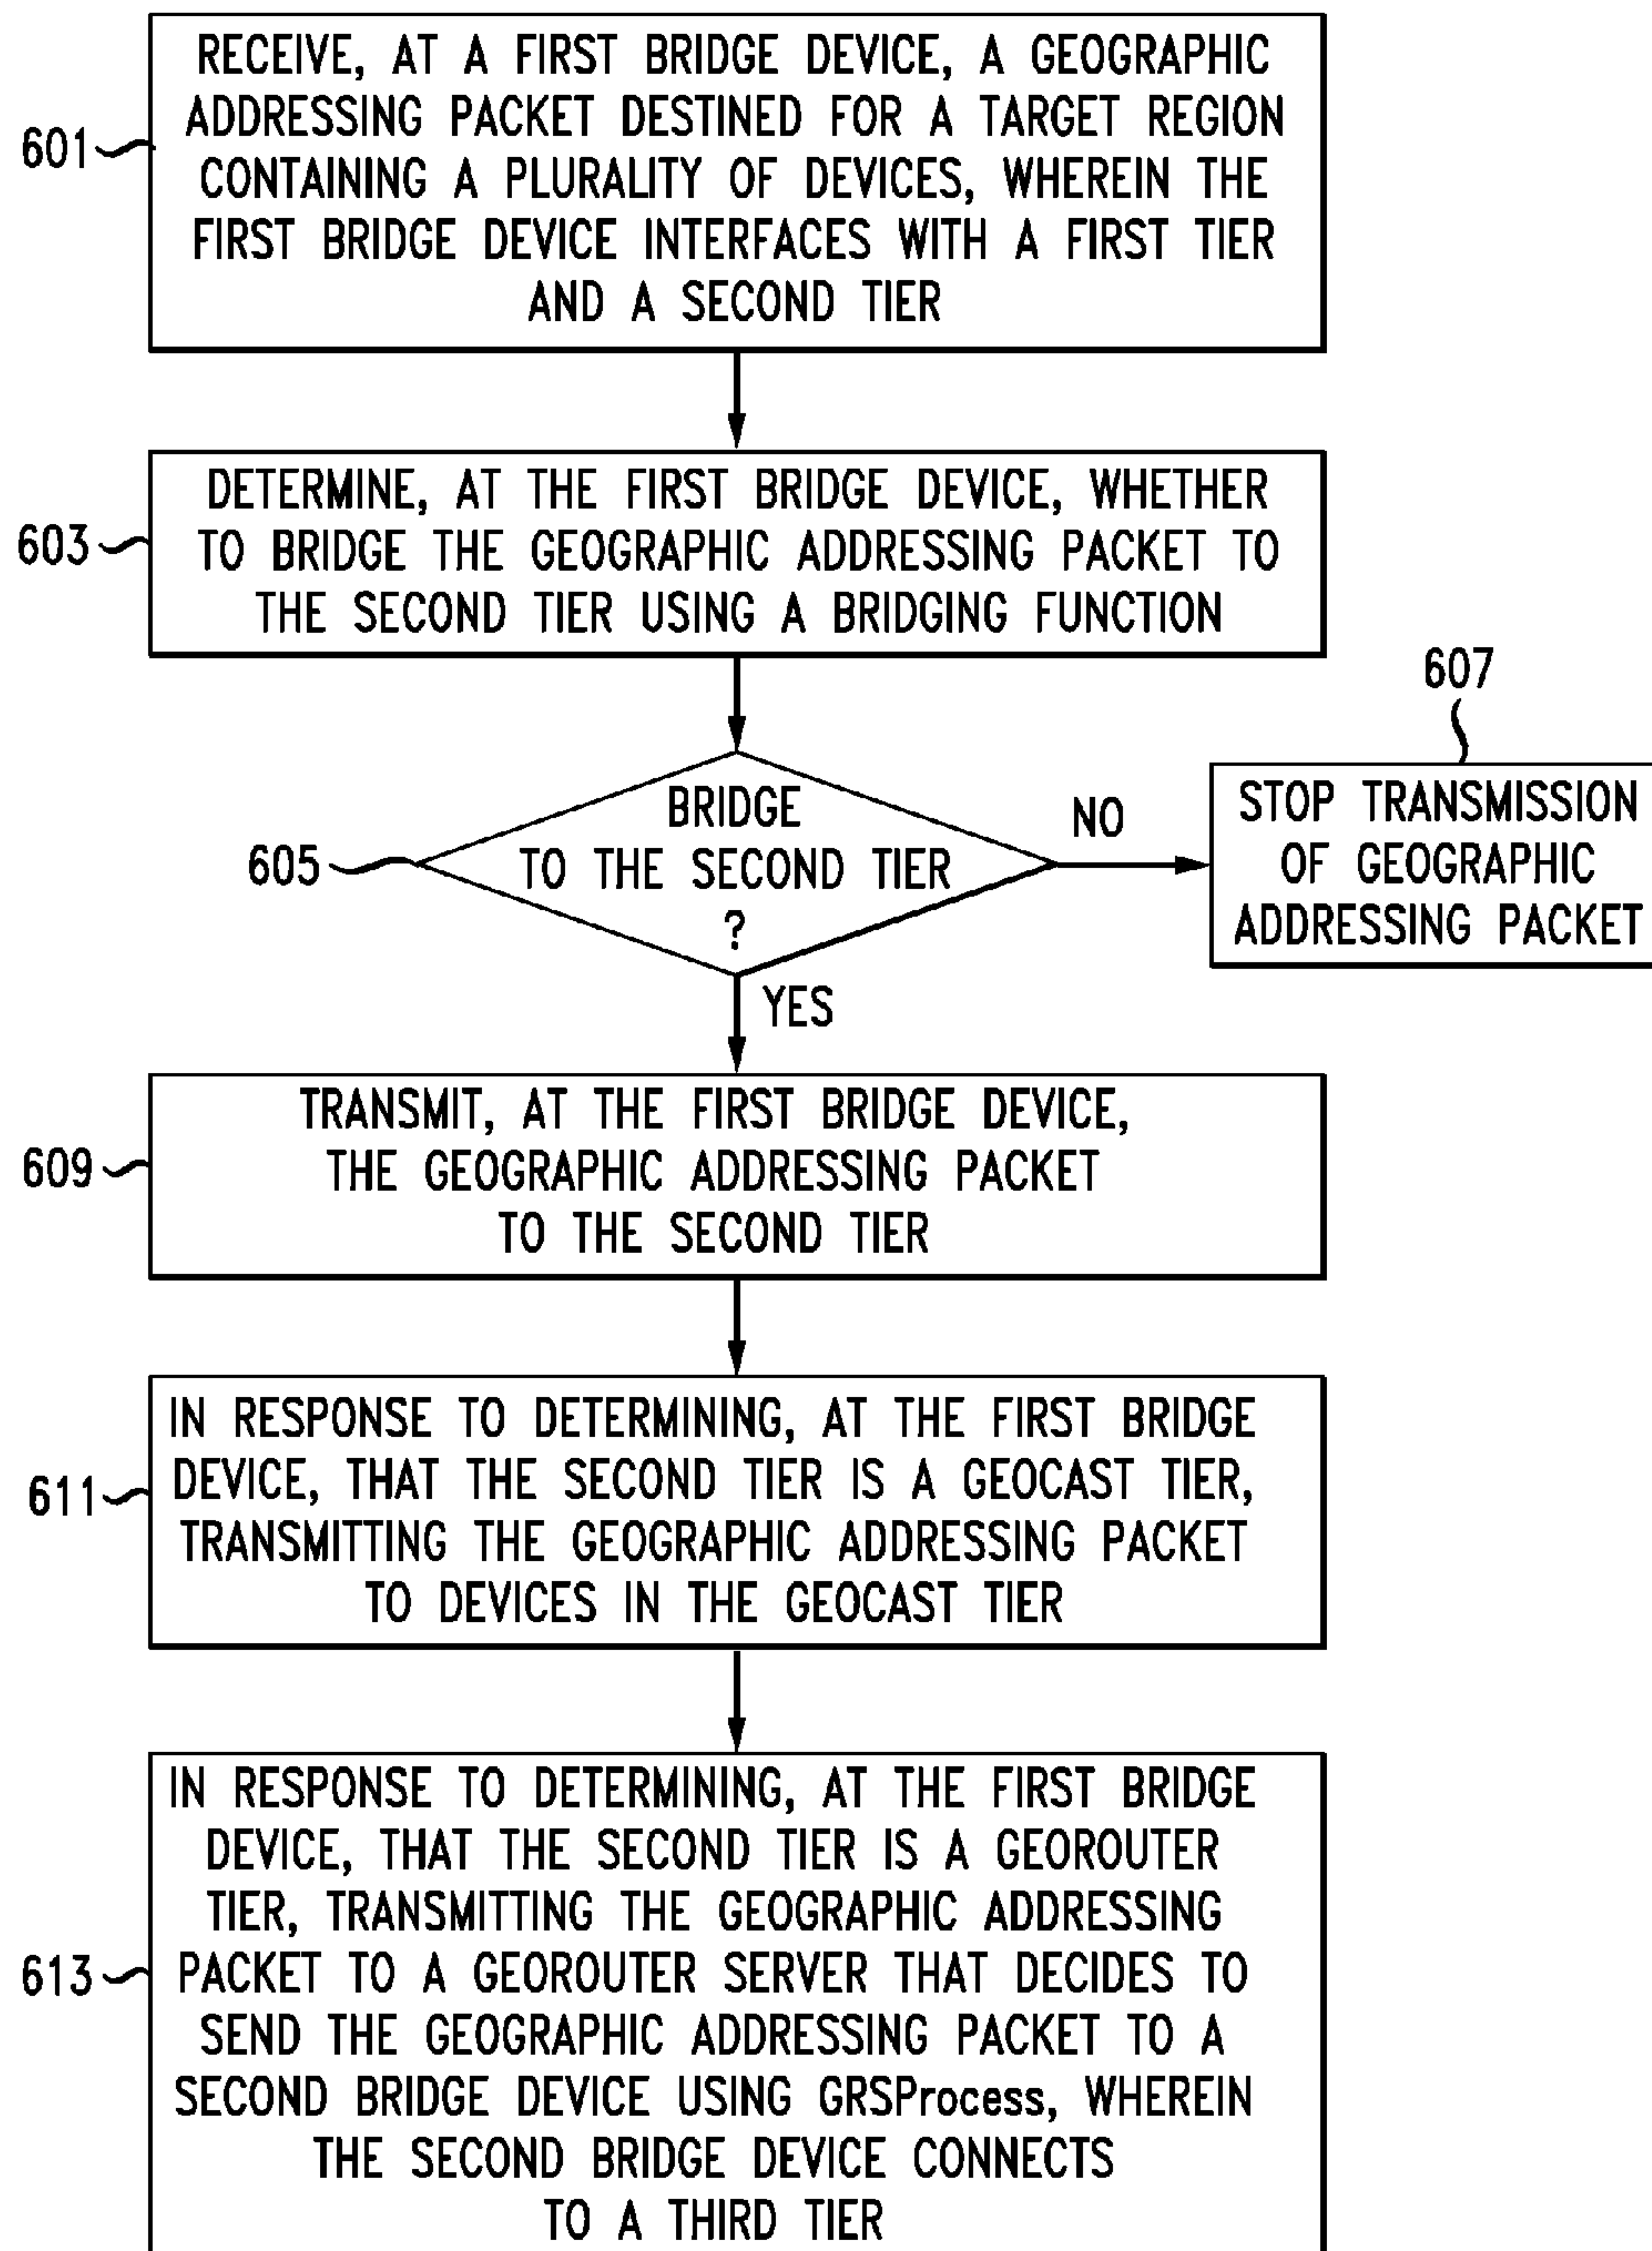 RECEIVE, AT A FIRST BRIDGE DEVICE, A GEOGRAPHIC
ADDRESSING PACKET DESTINED FOR A TARGET REGION
CONTAINING A PLURALITY OF DEVICES, WHEREIN THE
FIRST BRIDGE DEVICE INTERFACES WITH A FIRST TIER
AND A SECOND TIER
601
DETERMINE, AT THE FIRST BRIDGE DEVICE, WHETHER
TO BRIDGE THE GEOGRAPHIC ADDRESSING PACKET TO
THE SECOND TIER USING A BRIDGING FUNCTION
603
BRIDGE
TO THE SECOND TIER
?
605
NO
607
STOP TRANSMISSION
OF GEOGRAPHIC
ADDRESSING PACKET
YES
TRANSMIT, AT THE FIRST BRIDGE DEVICE,
THE GEOGRAPHIC ADDRESSING PACKET
TO THE SECOND TIER
609
IN RESPONSE TO DETERMINING, AT THE FIRST BRIDGE
DEVICE, THAT THE SECOND TIER IS A GEOCAST TIER,
TRANSMITTING THE GEOGRAPHIC ADDRESSING PACKET
TO DEVICES IN THE GEOCAST TIER
611
IN RESPONSE TO DETERMINING, AT THE FIRST BRIDGE
DEVICE, THAT THE SECOND TIER IS A GEOROUTER
TIER, TRANSMITTING THE GEOGRAPHIC ADDRESSING
PACKET TO A GEOROUTER SERVER THAT DECIDES TO
SEND THE GEOGRAPHIC ADDRESSING PACKET TO A
SECOND BRIDGE DEVICE USING GRSProcess, WHEREIN
THE SECOND BRIDGE DEVICE CONNECTS
TO A THIRD TIER
613